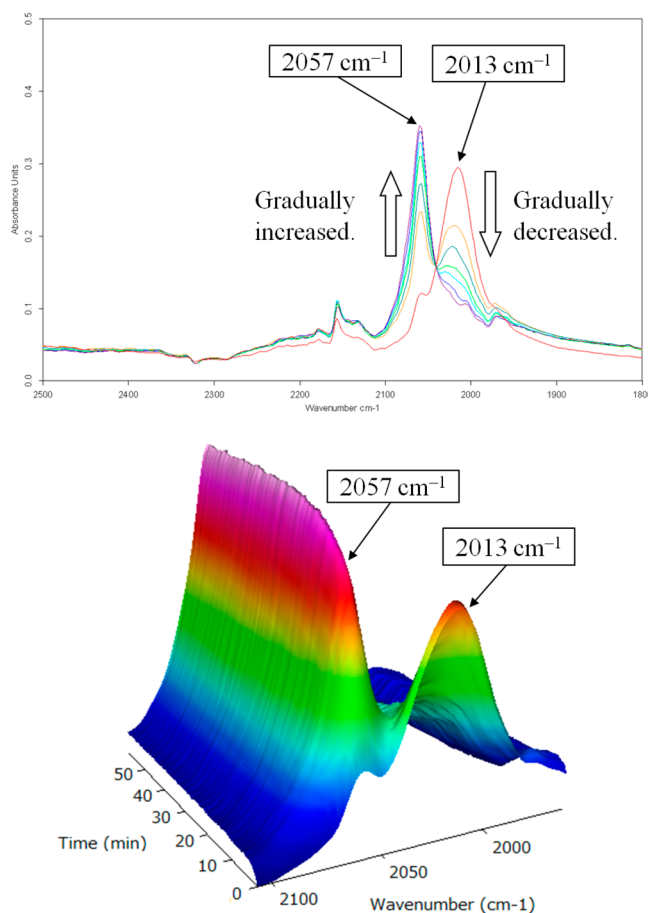 0.5
2057 cm–1
2013 cm–1
0.4
0.3
Absorbance Units
Gradually
increased.
Gradually
decreased.
0.2
0.1
0.0
2500
2400
2300
2200
2100
2000
1900
180
Wavenumber cm-1
2057 cm–1
2013 cm–1
50
40
30
20
10
0
Time (min)
2100
2050
2000
Wavenumber (cm-1)